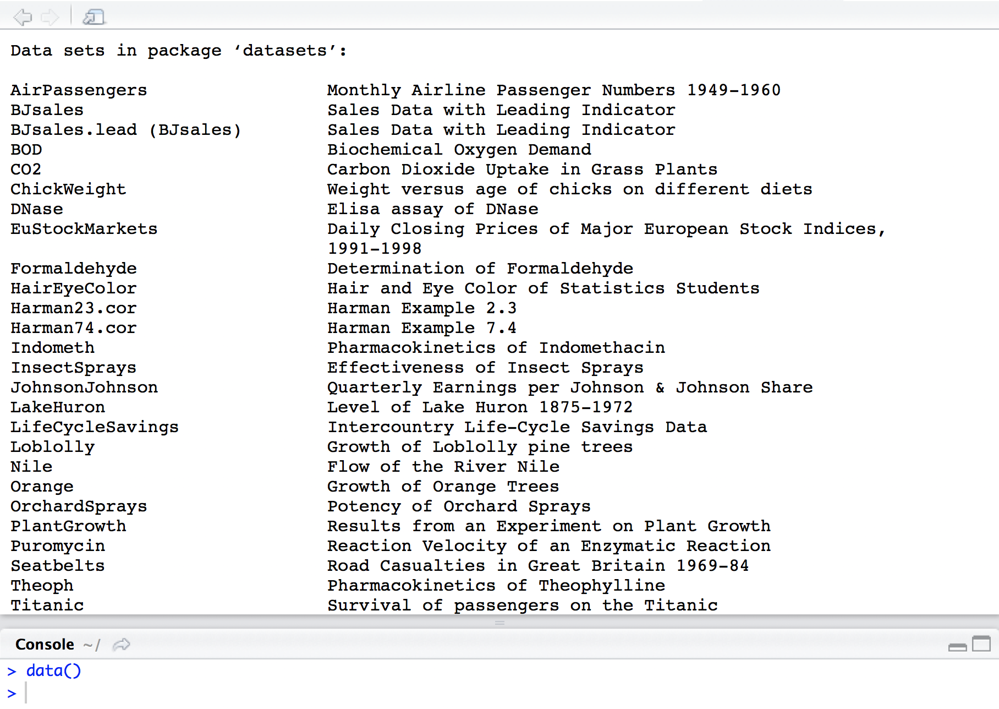 Data sets in package ‘datasets’:
AirPassengers Monthly Airline Passenger Numbers 1949-1960
BJsales Sales Data with Leading Indicator
BJsales.lead (BJsales) Sales Data with Leading Indicator
BOD Biochemical Oxygen Demand
CO2 Carbon Dioxide Uptake in Grass Plants
ChickWeight Weight versus age of chicks on different diets
DNase Elisa assay of DNase
EuStockMarkets Daily Closing Prices of Major European Stock Indices,
1991-1998
Formaldehyde Determination of Formaldehyde
HairEyeColor Hair and Eye Color of Statistics Students
Harman23.cor Harman Example 2.3
Harman74.cor Harman Example 7.4
Indometh Pharmacokinetics of Indomethacin
InsectSprays Effectiveness of Insect Sprays
JohnsonJohnson Quarterly Earnings per Johnson & Johnson Share
LakeHuron Level of Lake Huron 1875-1972
LifeCycleSavings Intercountry Life-Cycle Savings Data
Loblolly Growth of Loblolly pine trees
Nile Flow of the River Nile
Orange Growth of Orange Trees
OrchardSprays Potency of Orchard Sprays
PlantGrowth Results from an Experiment on Plant Growth
Puromycin Reaction Velocity of an Enzymatic Reaction
Seatbelts Road Casualties in Great Britain 1969-84
Theoph Pharmacokinetics of Theophylline
Titanic Survival of passengers on the Titanic
Console ~/
> data()
>